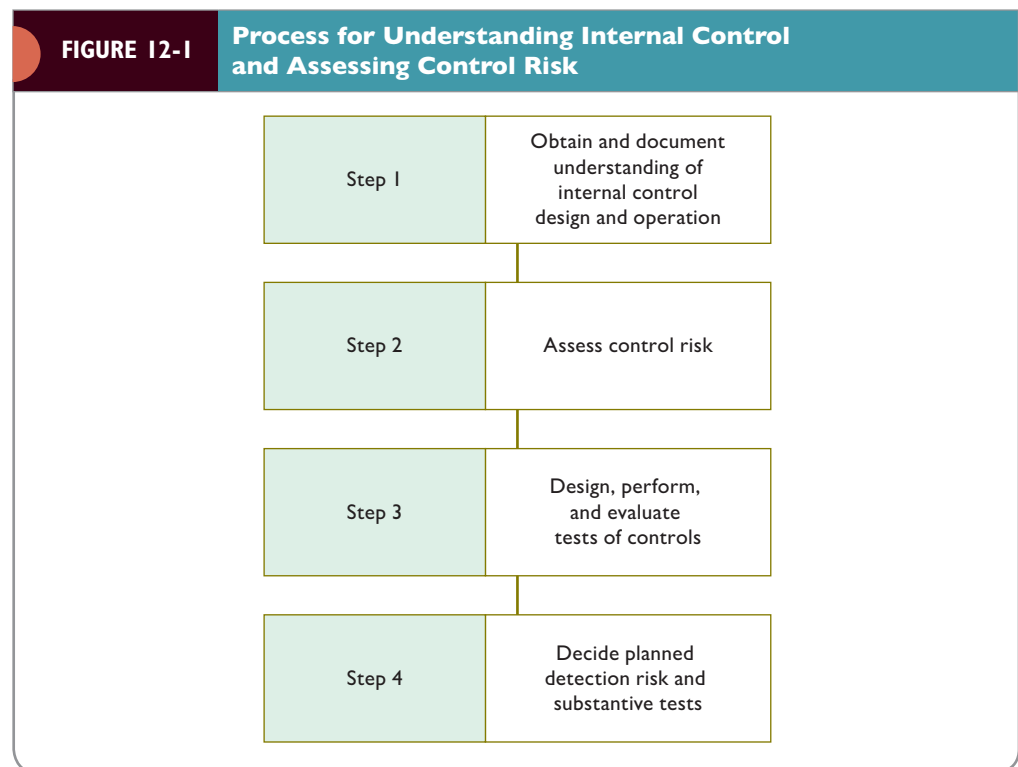 FIGURE 12-1
Process for Understanding Internal Control
and Assessing Control Risk
Step 1
Obtain and document
understanding of
internal control
design and operation
Step 2
Assess control risk
Step 3
Design, perform,
and evaluate
tests of controls
Step 4
Decide planned
detection risk and
substantive tests